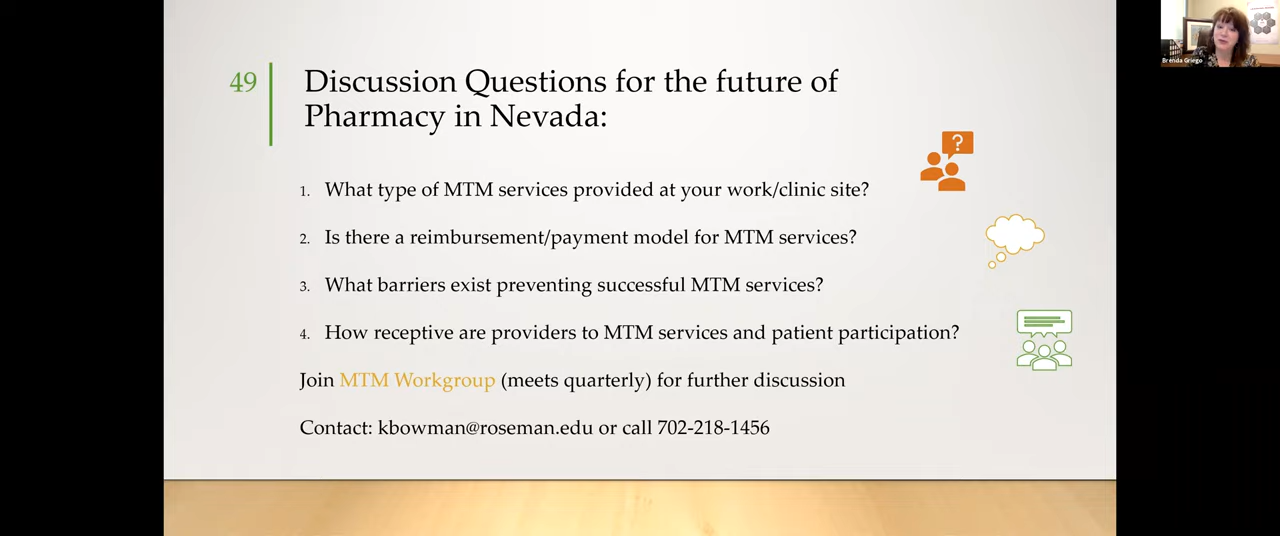 49
Discussion Questions for the future of
Pharmacy in Nevada:
?
1. What type of MTM services provided at your work/clinic site?
2. Is there a reimbursement/payment model for MTM services?
3. What barriers exist preventing successful MTM services?
4. How receptive are providers to MTM services and patient participation?
Join MTM Workgroup (meets quarterly) for further discussion
Contact: kbowman@roseman.edu or call 702-218-1456
Brenda Griego